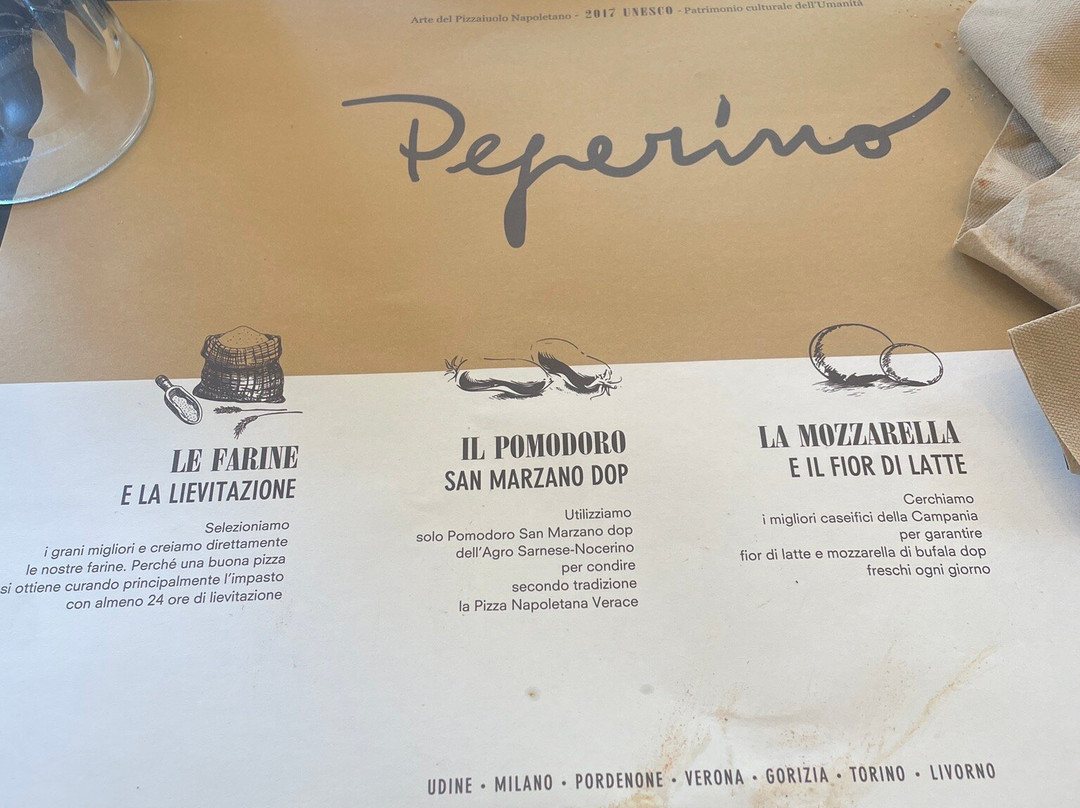 Arte del Pizzaiuolo Napoletano - 2017 UNESCO - Patrimonio culturale dell'Umanità
Peperino
LE FARINE
E LA LIEVITAZIONE
Selezioniamo
i grani migliori e creiamo direttamente
le nostre farine. Perché una buona pizza
si ottiene curando principalmente l'impasto
con almeno 24 ore di lievitazione
IL POMODORO
SAN MARZANO DOP
Utilizziamo
solo Pomodoro San Marzano dop
dell'Agro Sarnese-Nocerino
per condire
secondo tradizione
la Pizza Napoletana Verace
LA MOZZARELLA
E IL FIOR DI LATTE
Cerchiamo
i migliori caseifici della Campania
per garantire
fior di latte e mozzarella di bufala dop
freschi ogni giorno
UDINE • MILANO • PORDENONE • VERONA • GORIZIA • TORINO • LIVORNO